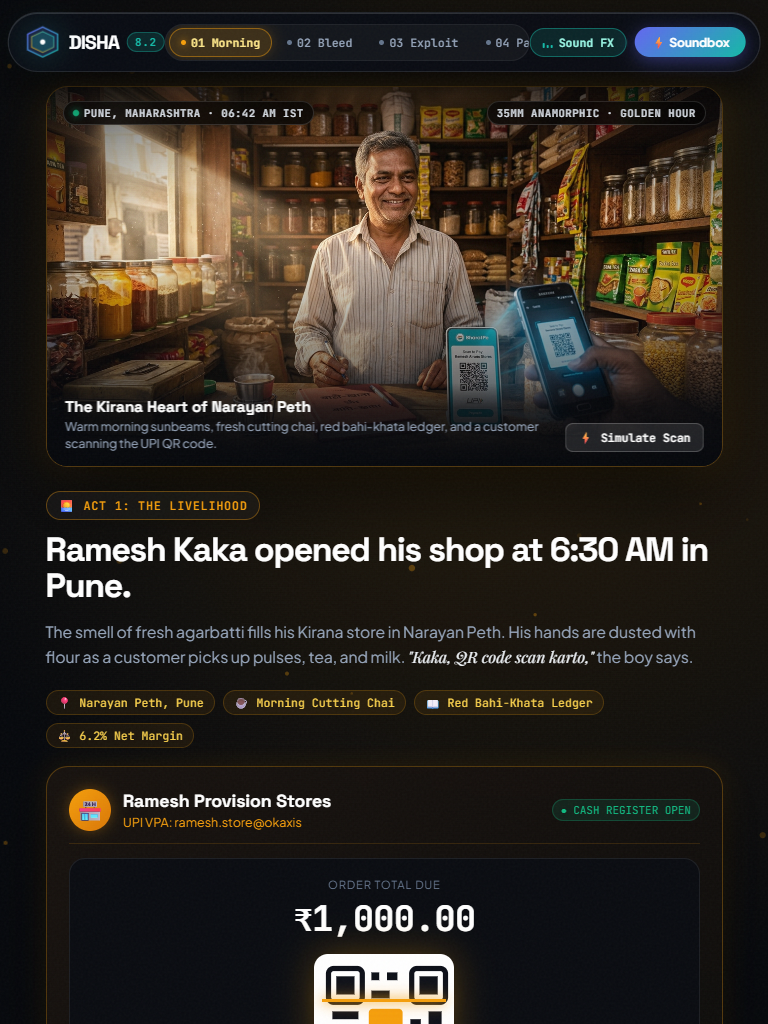 DISHA 8.2 01 Morning 02 Bleed 03 Exploit 04 Pa Sound FX Soundbox
PUNE, MAHARASHTRA · 06:42 AM IST
35MM ANAMORPHIC · GOLDEN HOUR
SAMSUNG
The Kirana Heart of Narayan Peth
Warm morning sunbeams, fresh cutting chai, red bahi-khata ledger, and a customer
scanning the UPI QR code.
Simulate Scan
ACT 1: THE LIVELIHOOD
Ramesh Kaka opened his shop at 6:30 AM in
Pune.
The smell of fresh agarbatti fills his Kirana store in Narayan Peth. His hands are dusted with
flour as a customer picks up pulses, tea, and milk. "Kaka, QR code scan karto," the boy says.
Narayan Peth, Pune
Morning Cutting Chai
Red Bahi-Khata Ledger
6.2% Net Margin
Ramesh Provision Stores
UPI VPA: ramesh.store@okaxis
CASH REGISTER OPEN
ORDER TOTAL DUE
₹1,000.00